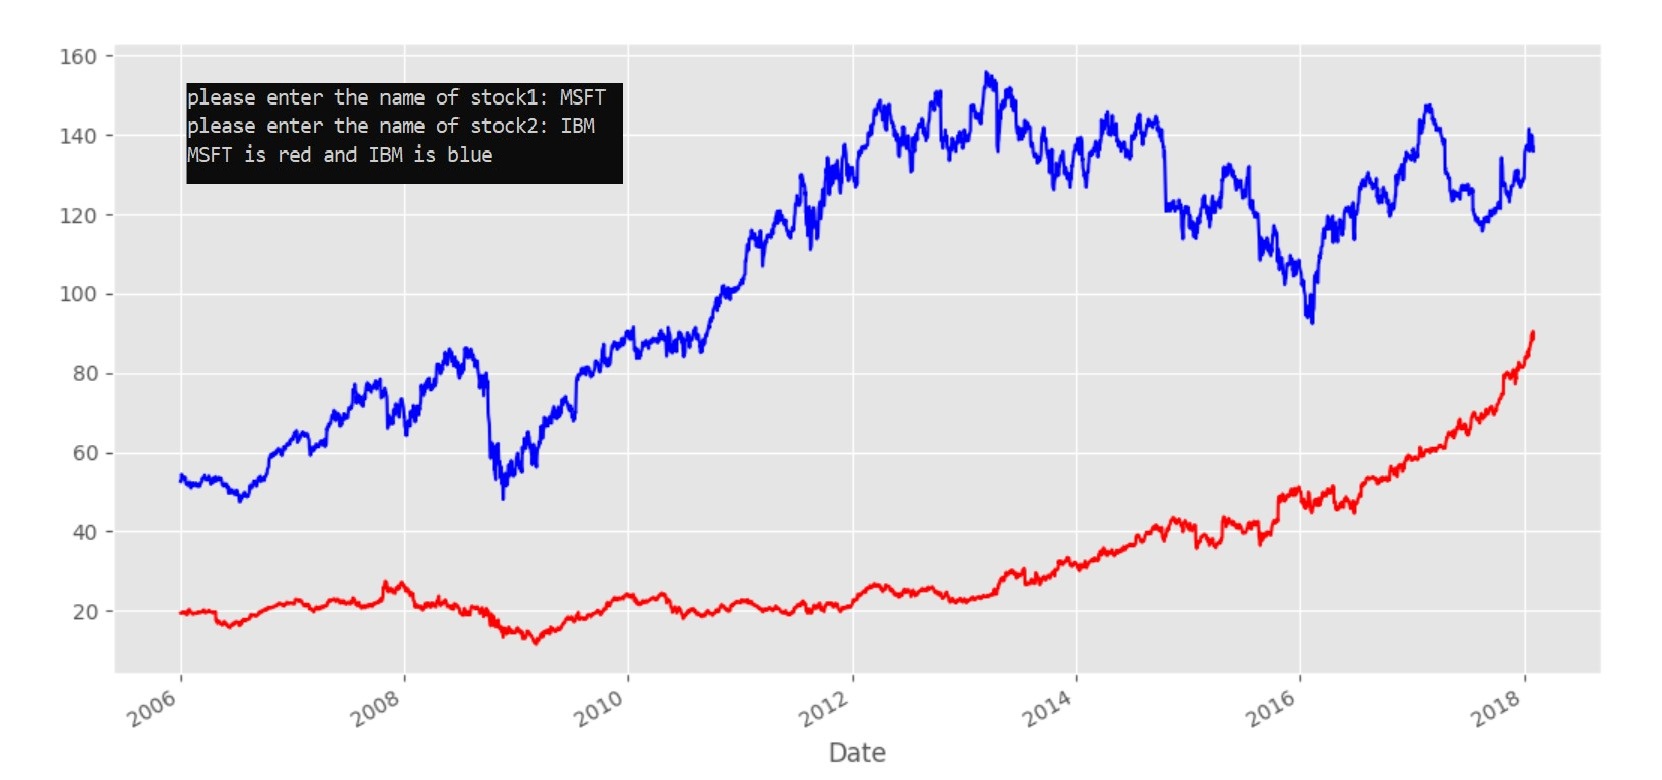 160
please enter the name of stock1: MSFT
please enter the name of stock2: IBM
MSFT is red and IBM is blue
140
120
100
80
60
40
20
2006 2008 2010 2012 2014 2016 2018
Date